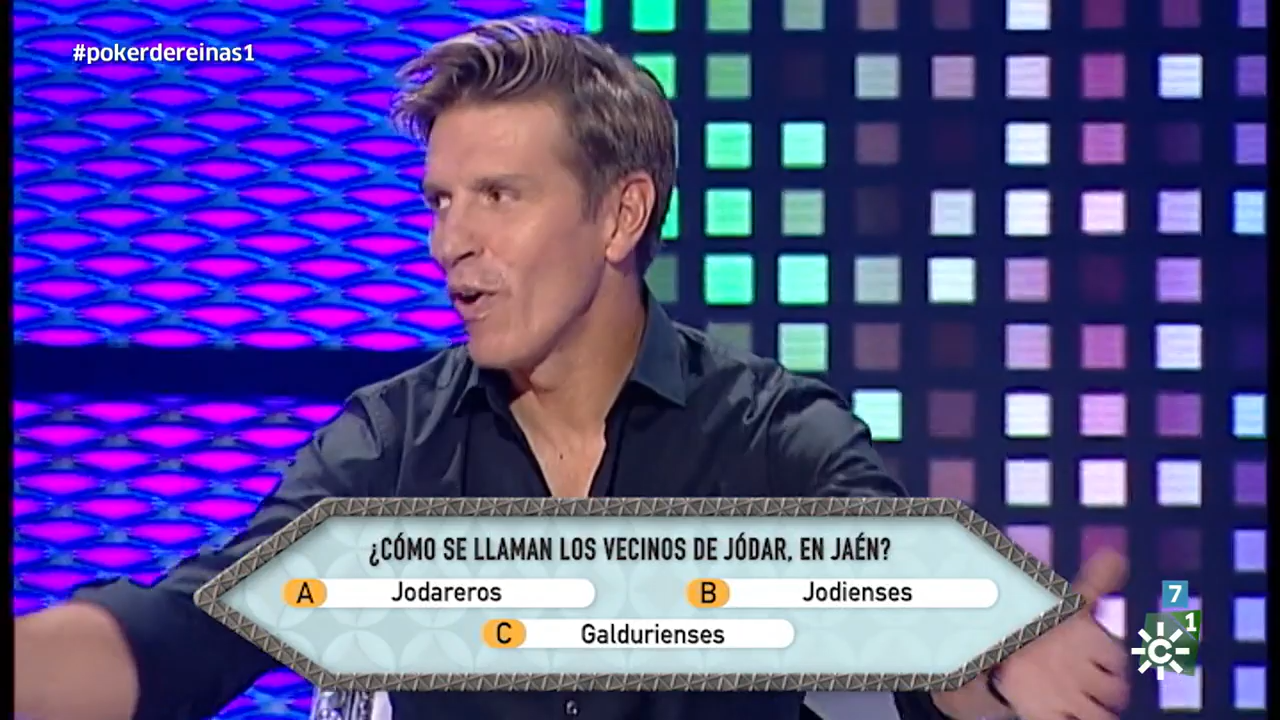 #pokerdereinas1
¿CÓMO SE LLAMAN LOS VECINOS DE JÓDAR, EN JAÉN?
A Jodareros
B Jodienses
C Galdurienses
7
1